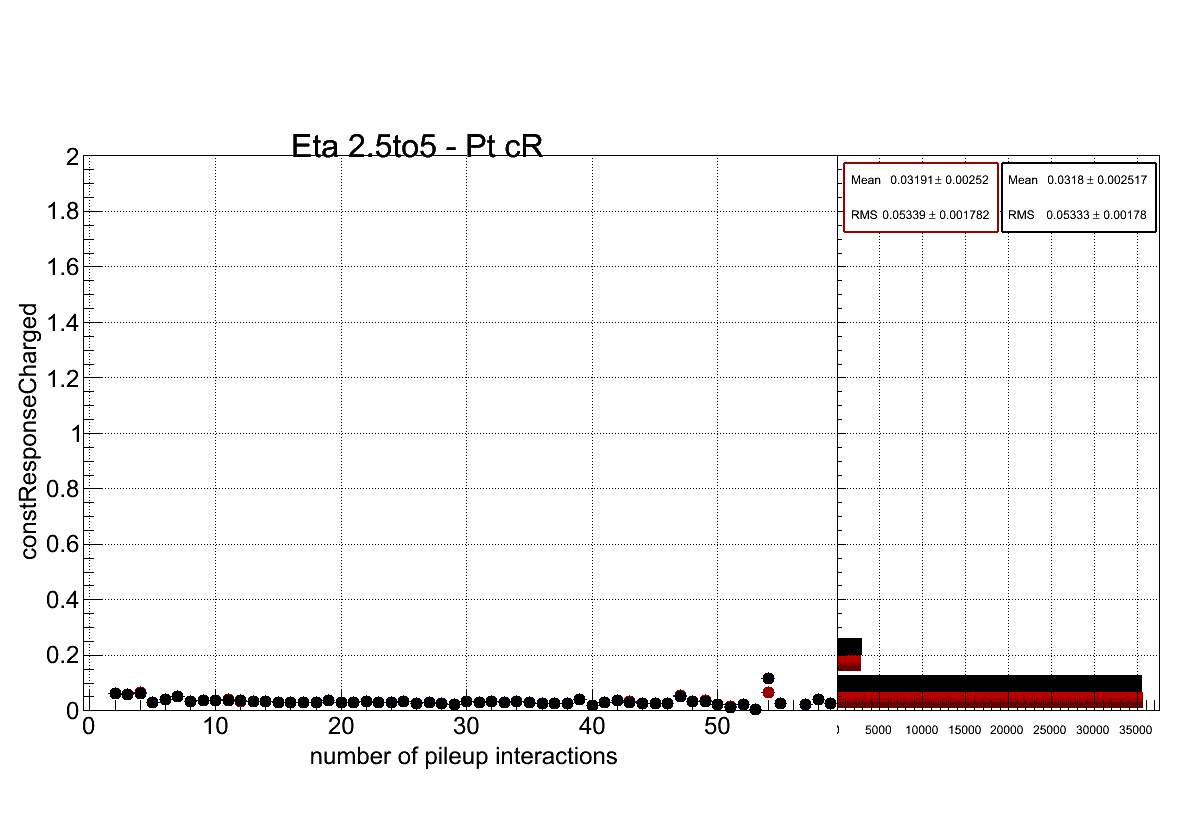 Eta 2.5to5 - Pt cR
constResponseCharged
2
1.8
1.6
1.4
1.2
1
0.8
0.6
0.4
0.2
0
0 10 20 30 40 50
number of pileup interactions
Mean 0.03191 ± 0.00252
RMS 0.05339 ± 0.001782
Mean 0.0318 ± 0.002517
RMS 0.05333 ± 0.00178
5000 10000 15000 20000 25000 30000 35000